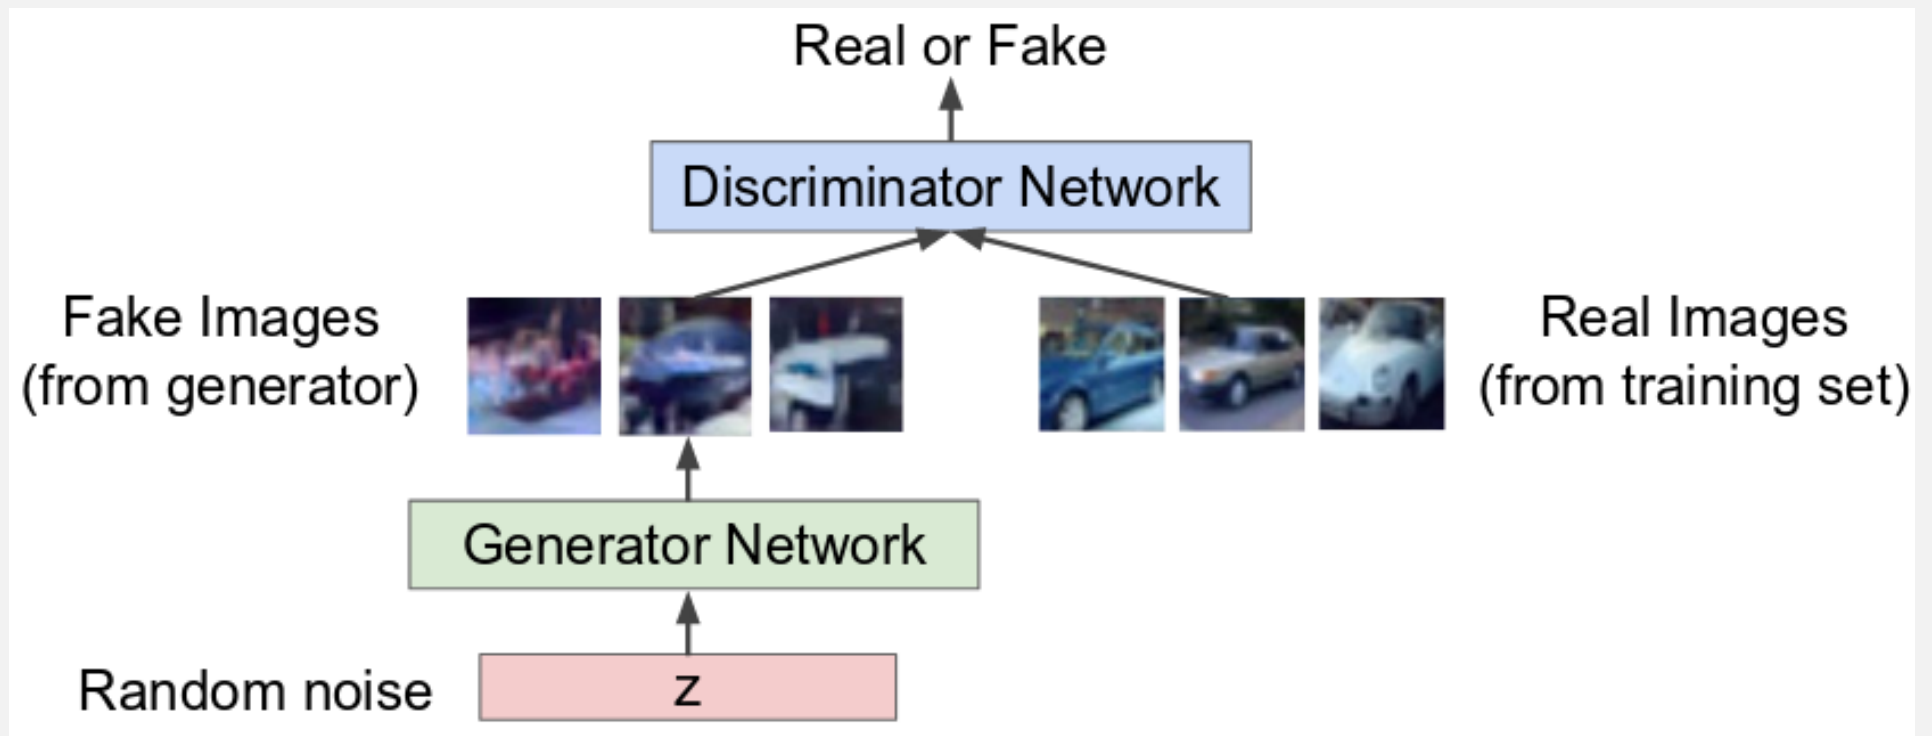 Real or Fake
Discriminator Network
Fake Images
(from generator)
Real Images
(from training set)
Generator Network
Random noise
z